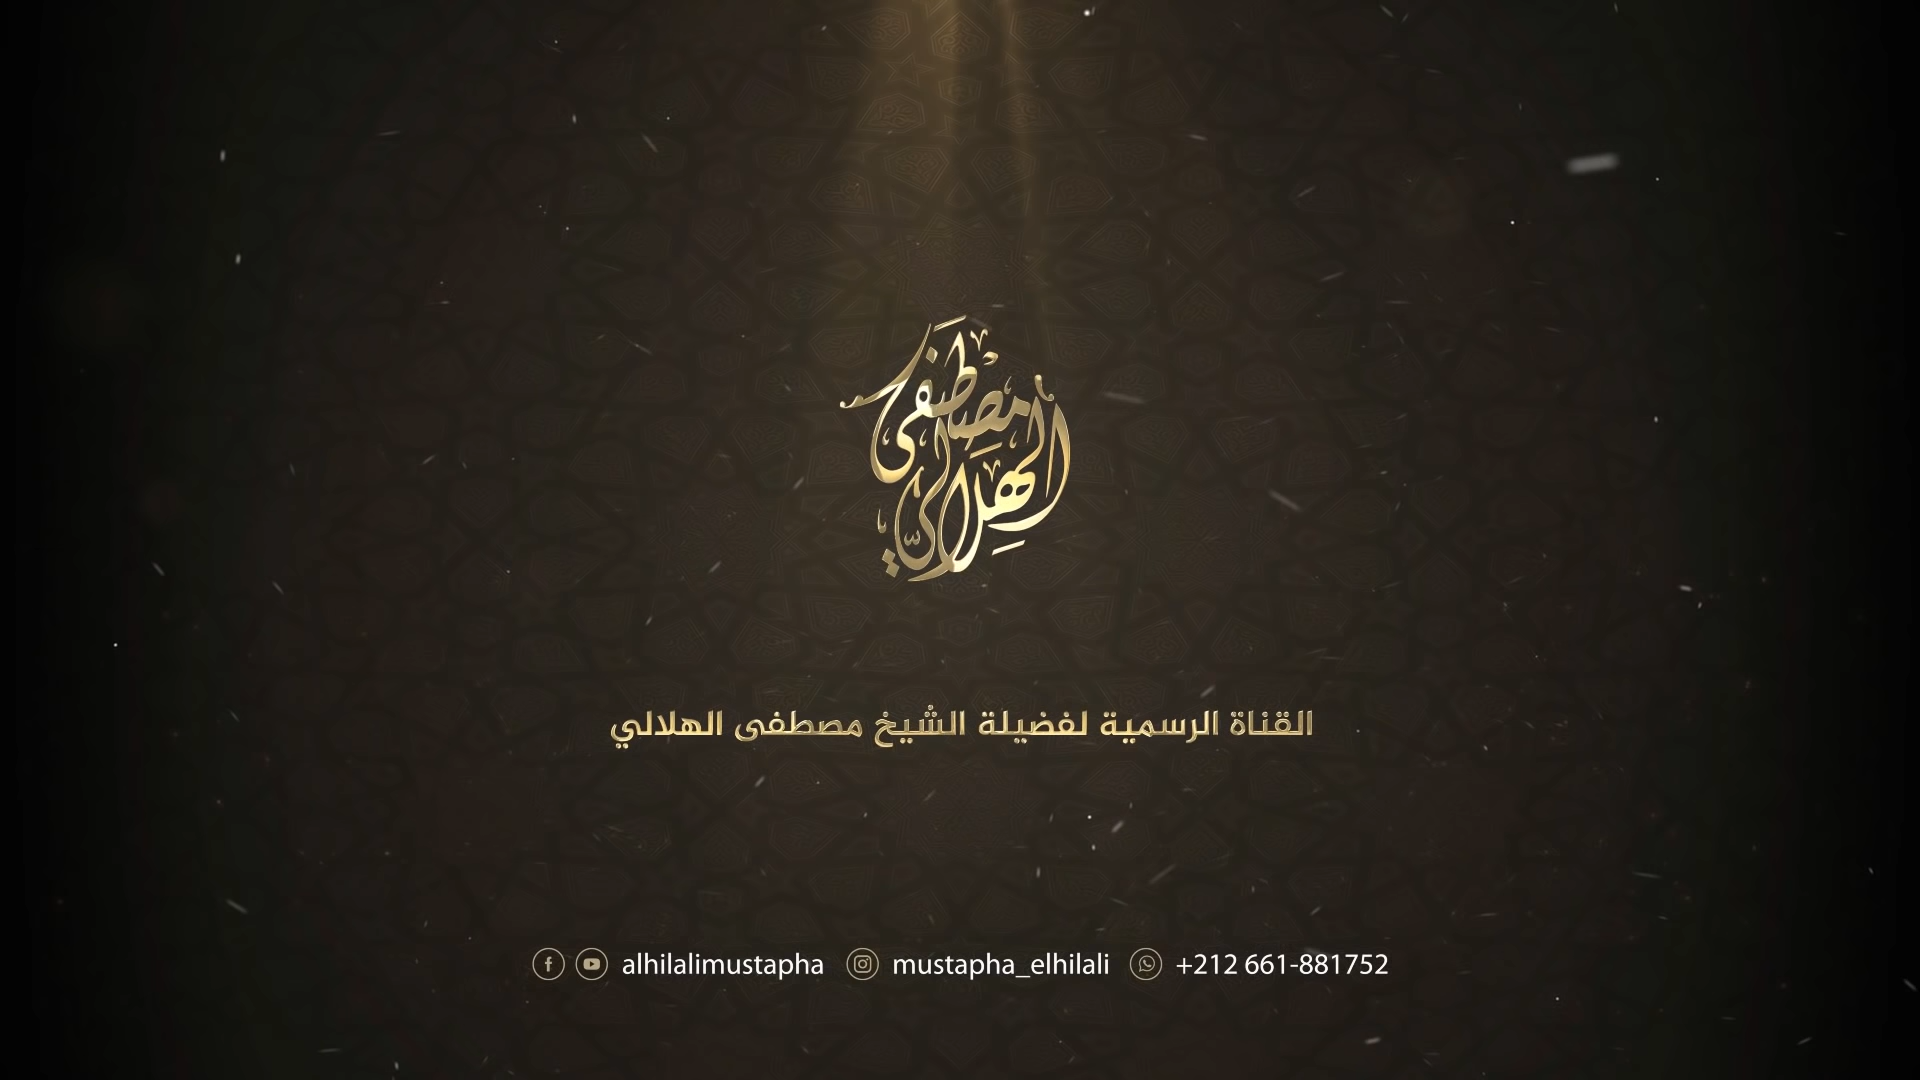 مصطفى
الهلالي
القناة الرسمية لفضيلة الشيخ مصطفى الهلالي
alhilalimustapha mustapha_elhilali +212 661-881752